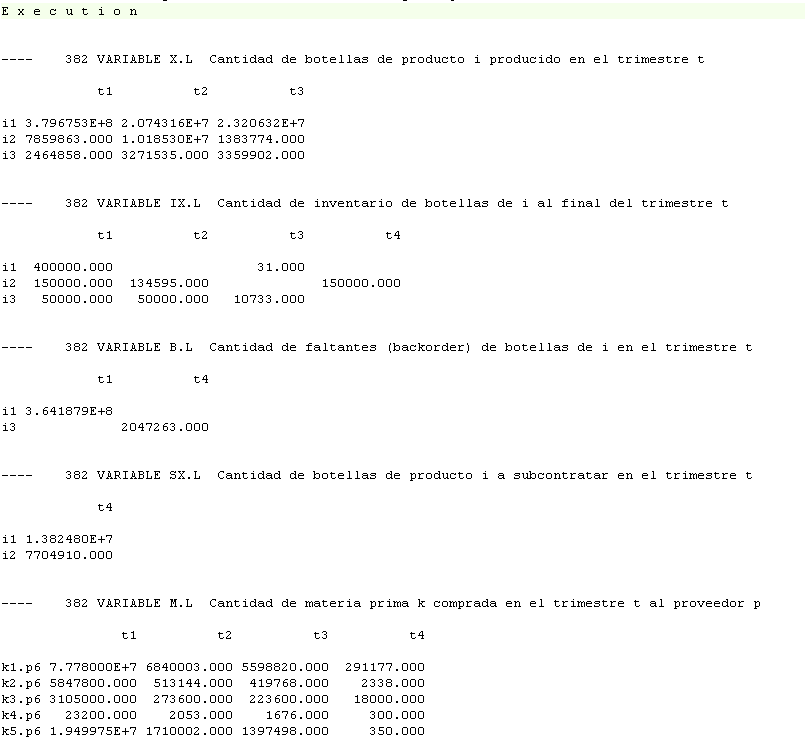 E x e c u t i o n
---- 382 VARIABLE X.L Cantidad de botellas de producto i producido en el trimestre t
t1 t2 t3
i1 3.796753E+8 2.074316E+7 2.320632E+7
i2 7859863.000 1.018530E+7 1383774.000
i3 2464858.000 3271535.000 3359902.000
---- 382 VARIABLE IX.L Cantidad de inventario de botellas de i al final del trimestre t
t1 t2 t3 t4
i1 400000.000 31.000
i2 150000.000 134595.000 150000.000
i3 50000.000 50000.000 10733.000
---- 382 VARIABLE B.L Cantidad de faltantes (backorder) de botellas de i en el trimestre t
t1 t4
i1 3.641879E+8
i3 2047263.000
---- 382 VARIABLE SX.L Cantidad de botellas de producto i a subcontratar en el trimestre t
t4
i1 1.382480E+7
i2 7704910.000
---- 382 VARIABLE M.L Cantidad de materia prima k comprada en el trimestre t al proveedor p
t1 t2 t3 t4
k1.p6 7.778000E+7 6840003.000 5598820.000 291177.000
k2.p6 5847800.000 513144.000 419768.000 2338.000
k3.p6 3105000.000 273600.000 223600.000 18000.000
k4.p6 23200.000 2053.000 1676.000 300.000
k5.p6 1.949975E+7 1710002.000 1397498.000 350.000